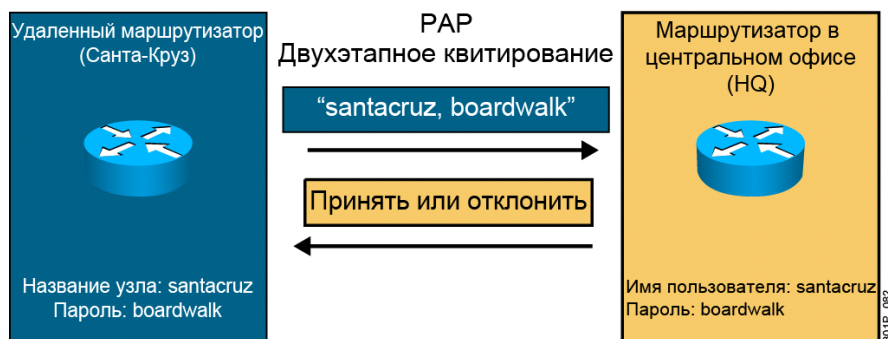 Удаленный маршрутизатор
(Санта-Круз)
Название узла: santacruz
Пароль: boardwalk
PAP
Двухэтапное квитирование
“santacruz, boardwalk”
Принять или отклонить
Маршрутизатор в
центральном офисе
(HQ)
Имя пользователя: santacruz
Пароль: boardwalk